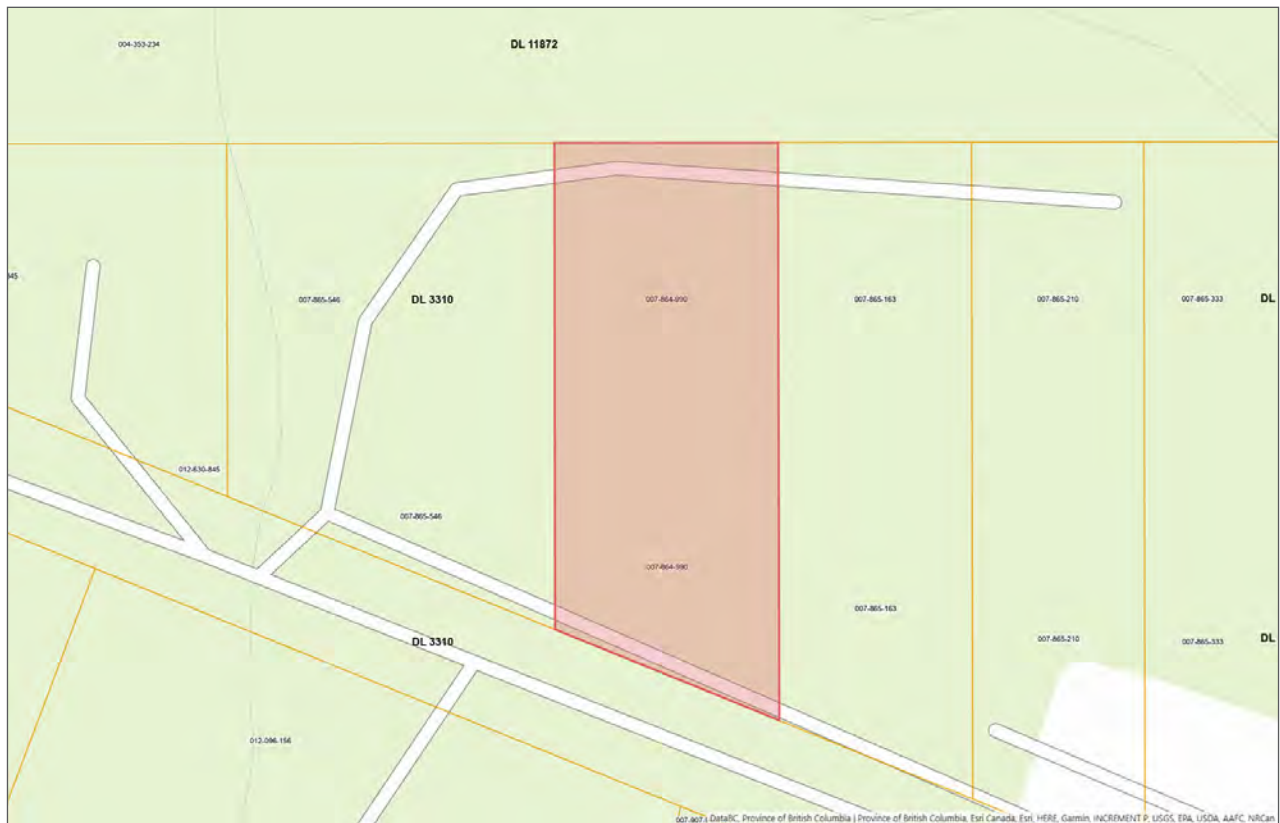 004-353-234
DL 11872
345
007-865-546
DL 3310
007-864-990
007-865-163
007-865-210
007-865-333
DL
012-630-845
007-865-546
007-864-990
007-865-163
DL 3310
007-865-210
007-865-333
DL
012-096-156
DataBC, Province of British Columbia | Province of British Columbia, Esri Canada, Esri, HERE, Garmin, INCREMENT P, USGS, EPA, USDA, AAFC, NRCan